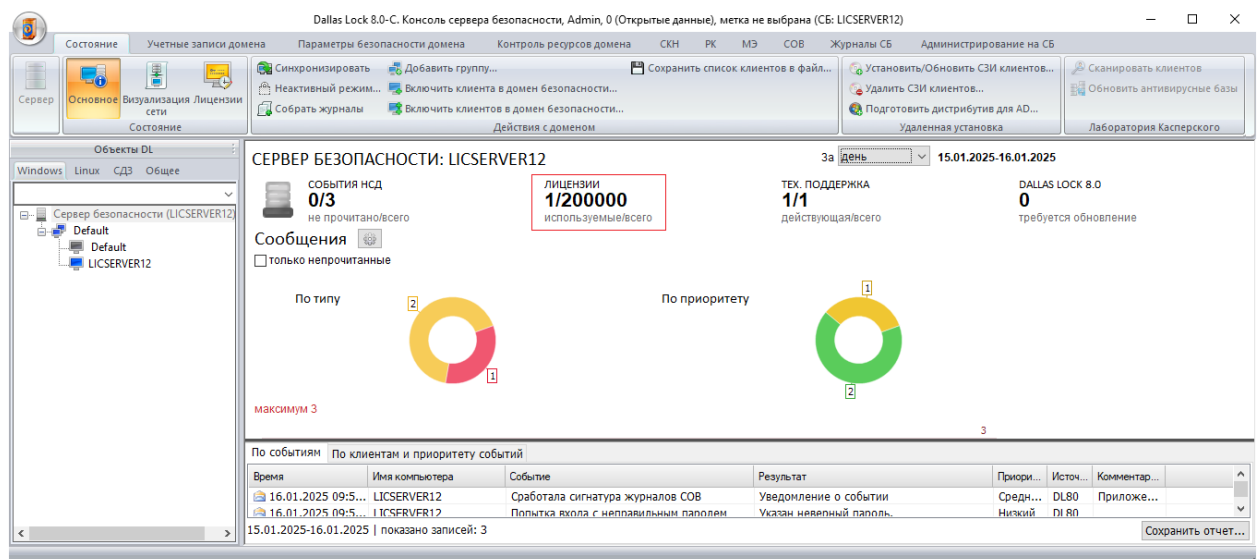 Dallas Lock 8.0-C. Консоль сервера безопасности, Admin, 0 (Открытые данные), метка не выбрана (СБ: LICSERVER12)
Состояние Учетные записи домена Параметры безопасности домена Контроль ресурсов домена СКН РК МЭ СОВ Журналы СБ Администрирование на СБ
Сервер
Основное
Визуализация сети
Лицензии
Состояние
Синхронизировать
Неактивный режим...
Собрать журналы
Добавить группу...
Включить клиента в домен безопасности...
Включить клиентов в домен безопасности...
Сохранить список клиентов в файл...
Действия с доменом
Установить/Обновить СЗИ клиентов...
Удалить СЗИ клиентов...
Подготовить дистрибутив для AD...
Удаленная установка
Сканировать клиентов
Обновить антивирусные базы
Лаборатория Касперского
Объекты DL
Windows Linux СДЗ Общее
Сервер безопасности (LICSERVER12)
Default
Default
LICSERVER12
СЕРВЕР БЕЗОПАСНОСТИ: LICSERVER12
За день 15.01.2025-16.01.2025
СОБЫТИЯ НСД
0/3
не прочитано/всего
ЛИЦЕНЗИИ
1/200000
используемые/всего
ТЕХ. ПОДДЕРЖКА
1/1
действующая/всего
DALLAS LOCK 8.0
0
требуется обновление
Сообщения
только непрочитанные
По типу
2
1
По приоритету
1
2
максимум 3
3
По событиям По клиентам и приоритету событий
Время Имя компьютера Событие Результат Приори... Источ... Комментар...
16.01.2025 09:5... LICSERVER12 Сработала сигнатура журналов СОВ Уведомление о событии Средн... DL80 Приложе...
16.01.2025 09:5... LICSERVER12 Попытка входа с неправильным паролем Указан неверный пароль. Низкий DL80
15.01.2025-16.01.2025 | показано записей: 3
Сохранить отчет...